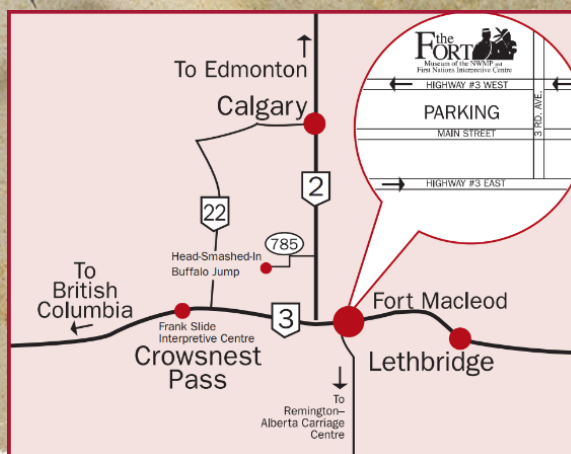 the
FORT
Museum of the NWMP and
First Nations Interpretive Centre
HIGHWAY #3 WEST
PARKING
MAIN STREET
3 RD. AVE.
HIGHWAY #3 EAST
To Edmonton
Calgary
2
22
785
Head-Smashed-In
Buffalo Jump
To
British
Columbia
Frank Slide
Interpretive Centre
Crowsnest
Pass
3
Fort Macleod
Lethbridge
To
Remington–
Alberta Carriage
Centre